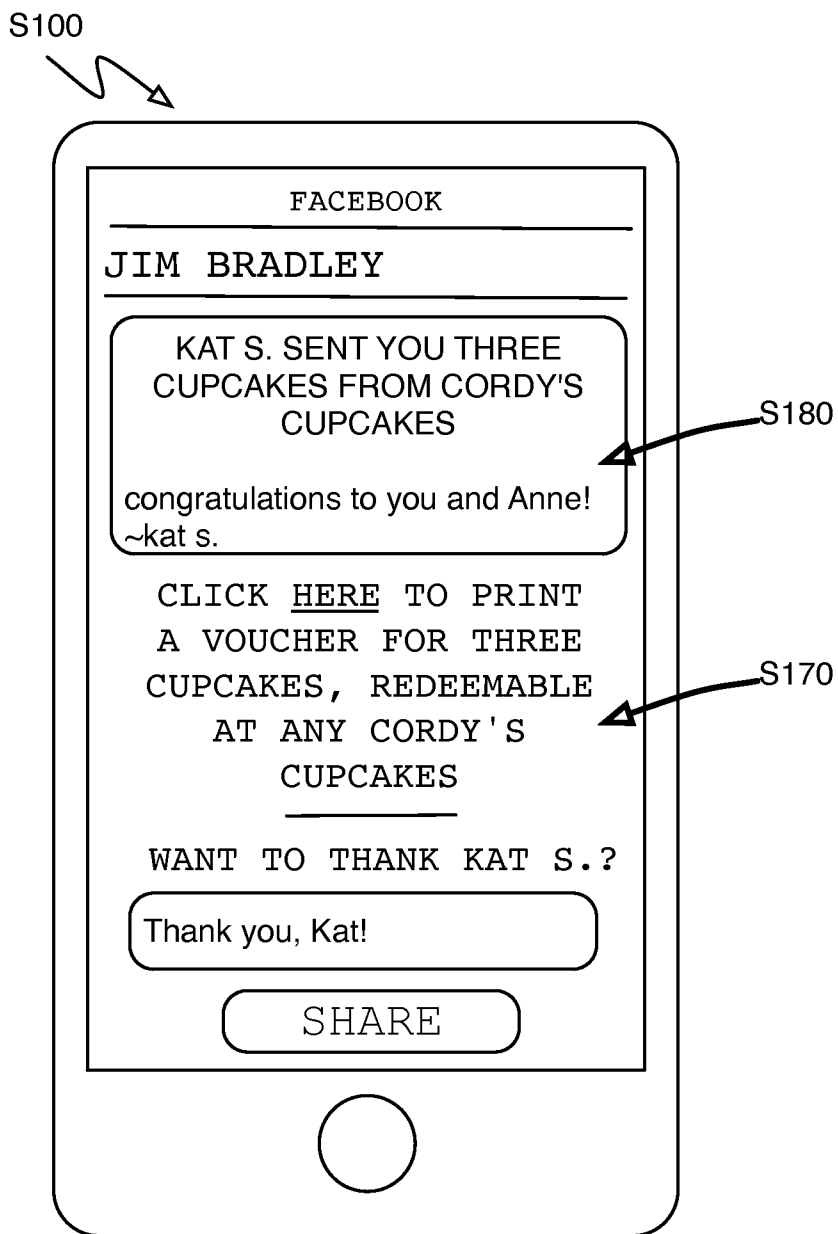 S100
FACEBOOK
JIM BRADLEY
KAT S. SENT YOU THREE
CUPCAKES FROM CORDY'S
CUPCAKES
S180
congratulations to you and Anne!
~kat s.
CLICK HERE TO PRINT
A VOUCHER FOR THREE
CUPCAKES, REDEEMABLE
S170
AT ANY CORDY'S
CUPCAKES
WANT TO THANK KAT S.?
Thank you, Kat!
SHARE